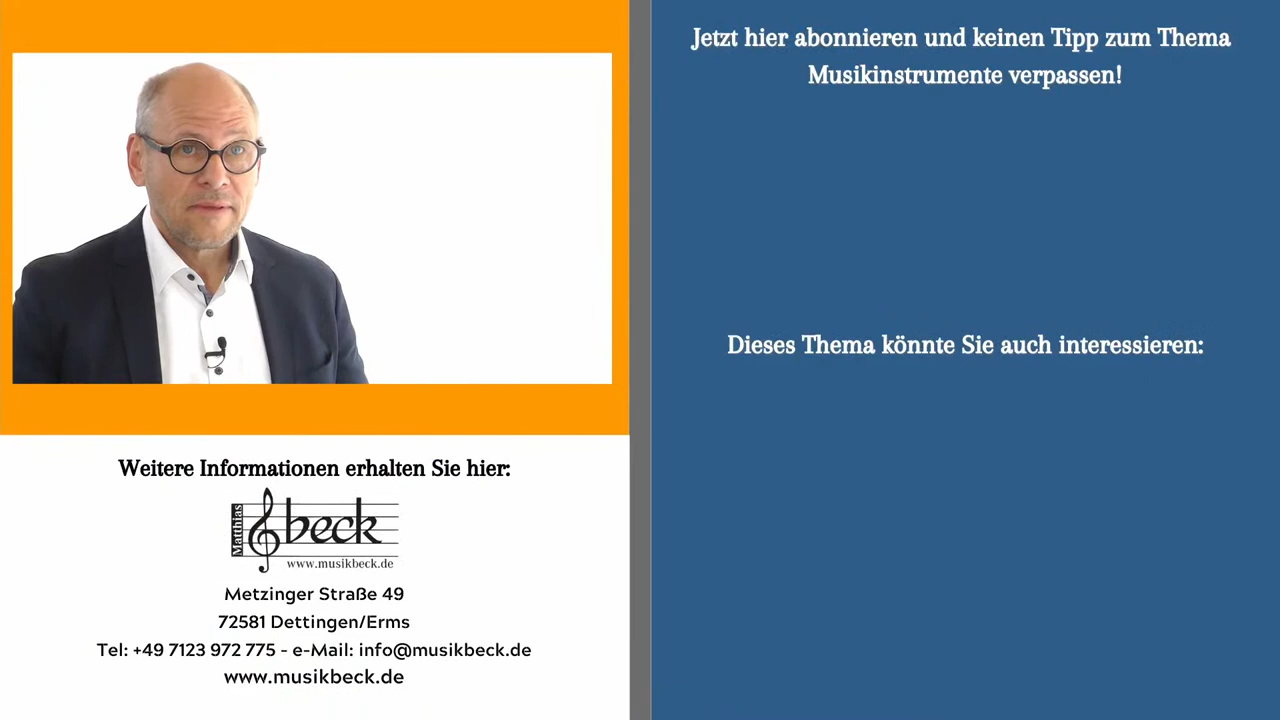 Weitere Informationen erhalten Sie hier:
Matthias
beck
www.musikbeck.de
Metzinger Straße 49
72581 Dettingen/Erms
Tel: +49 7123 972 775 - e-Mail: info@musikbeck.de
www.musikbeck.de
Jetzt hier abonnieren und keinen Tipp zum Thema
Musikinstrumente verpassen!
Dieses Thema könnte Sie auch interessieren: